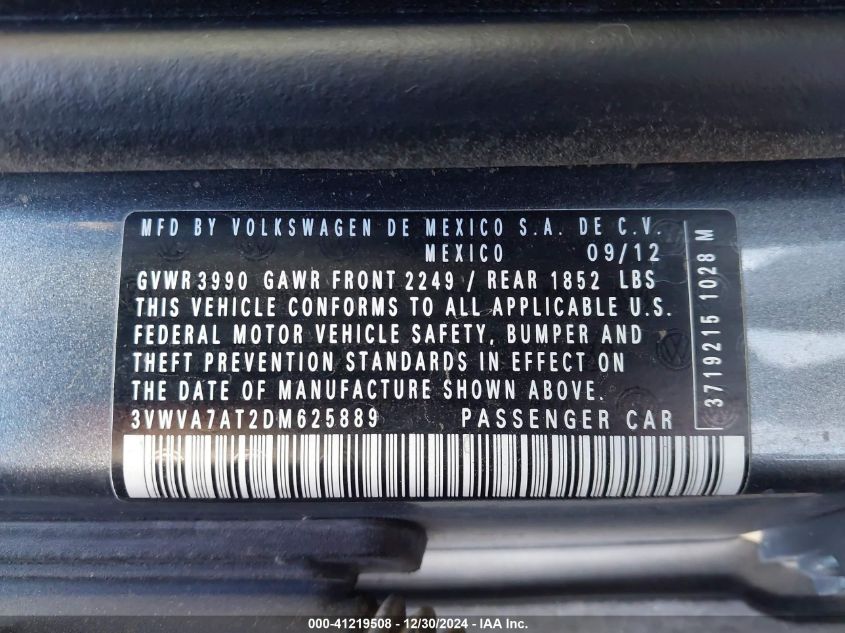 MFD BY VOLKSWAGEN DE MEXICO S.A. DE C.V.
MEXICO 09/12
GVWR 3990 GAWR FRONT 2249 / REAR 1852 LBS
THIS VEHICLE CONFORMS TO ALL APPLICABLE U.S.
FEDERAL MOTOR VEHICLE SAFETY, BUMPER AND
THEFT PREVENTION STANDARDS IN EFFECT ON
THE DATE OF MANUFACTURE SHOWN ABOVE.
3VWVA7AT2DM625889 PASSENGER CAR
3719215 1028 M
000-41219508 - 12/30/2024 - IAA Inc.